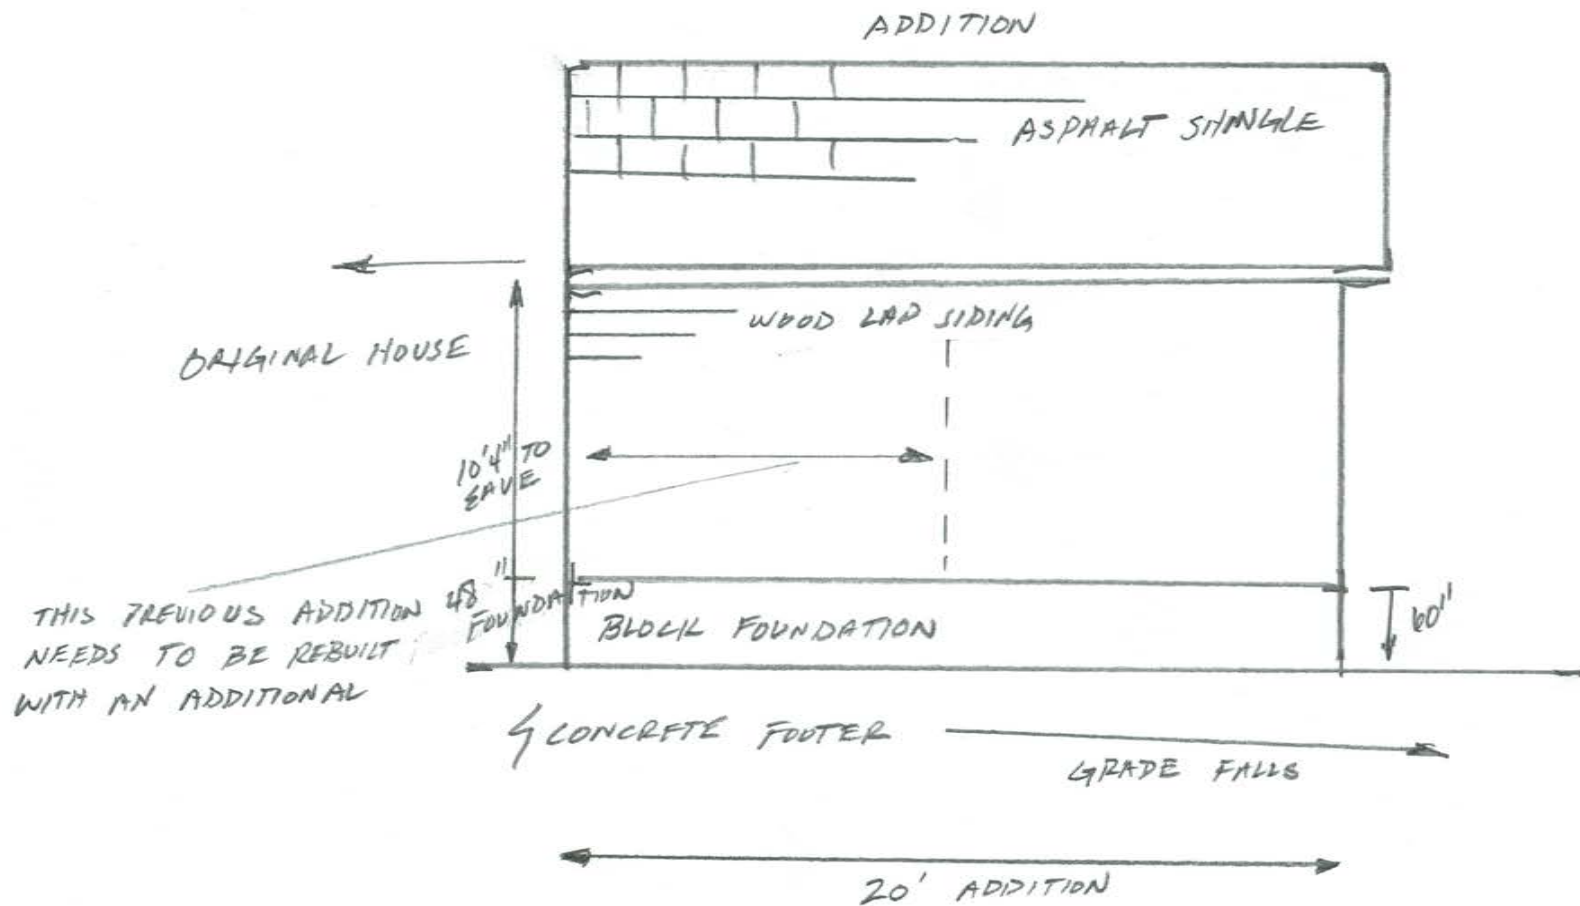 ADDITION
ASPHALT SHINGLE
WOOD LAP SIDING
ORIGINAL HOUSE
10'4" TO
EAVE
48"
FOUNDATION
THIS PREVIOUS ADDITION
NEEDS TO BE REBUILT
WITH AN ADDITIONAL
BLOCK FOUNDATION
60"
CONCRETE FOOTER
GRADE FALLS
20' ADDITION